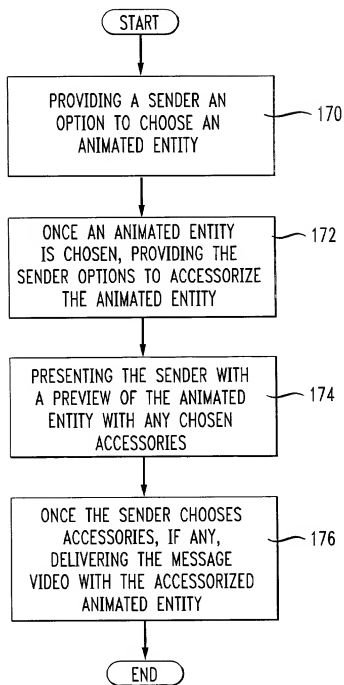 START
PROVIDING A SENDER AN
OPTION TO CHOOSE AN
ANIMATED ENTITY
170
ONCE AN ANIMATED ENTITY
IS CHOSEN, PROVIDING THE
SENDER OPTIONS TO ACCESSORIZE
THE ANIMATED ENTITY
172
PRESENTING THE SENDER WITH
A PREVIEW OF THE ANIMATED
ENTITY WITH ANY CHOSEN
ACCESSORIES
174
ONCE THE SENDER CHOOSES
ACCESSORIES, IF ANY,
DELIVERING THE MESSAGE
VIDEO WITH THE ACCESSORIZED
ANIMATED ENTITY
176
END